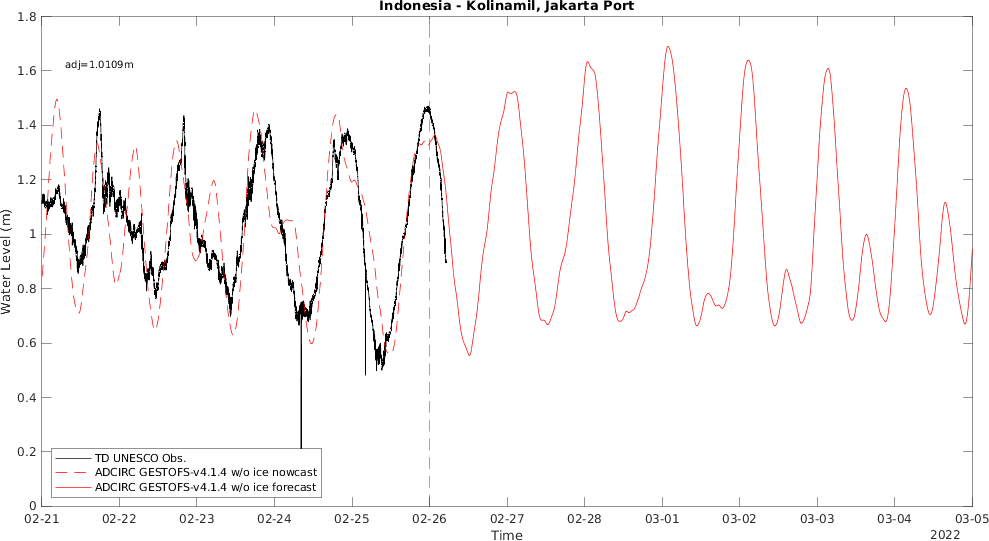 Indonesia - Kolinamil, Jakarta Port
1.8
1.6
1.4
1.2
1
0.8
0.6
0.4
0.2
0
Water Level (m)
adj=1.0109m
TD UNESCO Obs.
ADCIRC GESTOFS-v4.1.4 w/o ice nowcast
ADCIRC GESTOFS-v4.1.4 w/o ice forecast
02-21 02-22 02-23 02-24 02-25 02-26 02-27 02-28 03-01 03-02 03-03 03-04 03-05
Time
2022